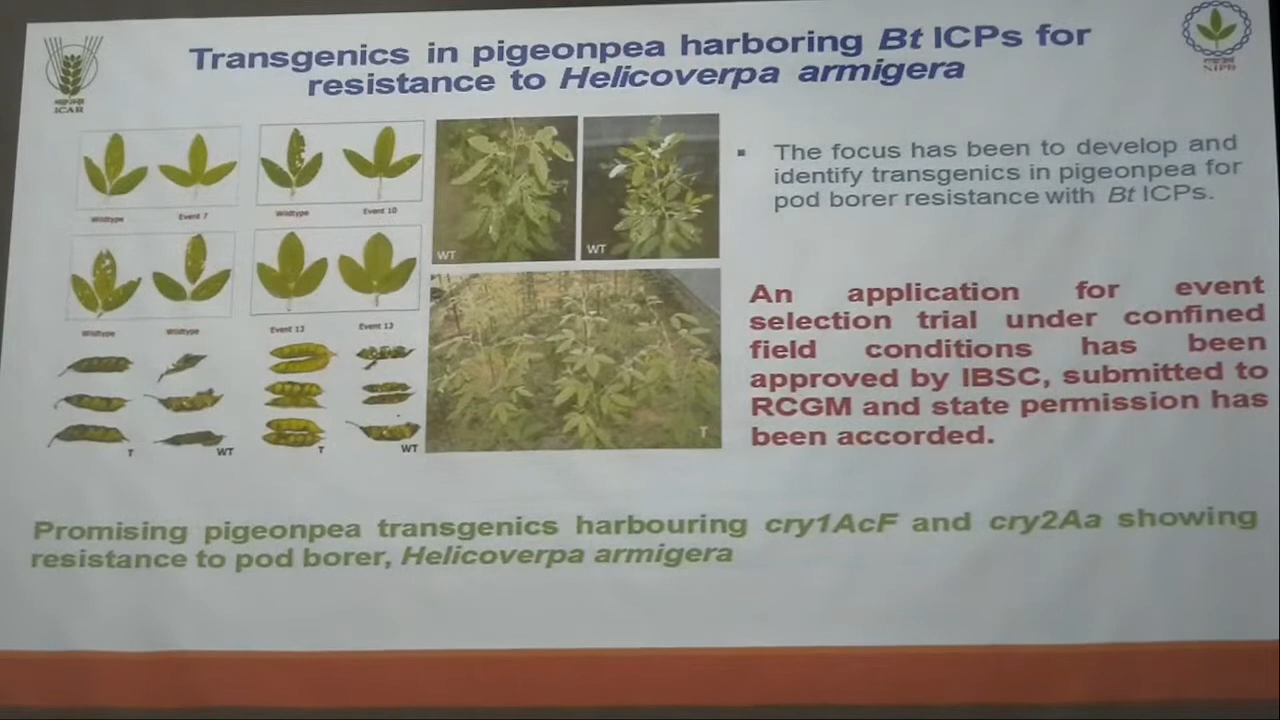 Transgenics in pigeonpea harboring Bt ICPs for
resistance to Helicoverpa armigera
ICAR
NIPB
Wildtype
Event 7
Wildtype
Event 10
Wildtype
Wildtype
Event 13
Event 13
T
WT
T
WT
WT
WT
T
▪ The focus has been to develop and
identify transgenics in pigeonpea for
pod borer resistance with Bt ICPs.
An application for event
selection trial under confined
field conditions has been
approved by IBSC, submitted to
RCGM and state permission has
been accorded.
Promising pigeonpea transgenics harbouring cry1AcF and cry2Aa showing
resistance to pod borer, Helicoverpa armigera